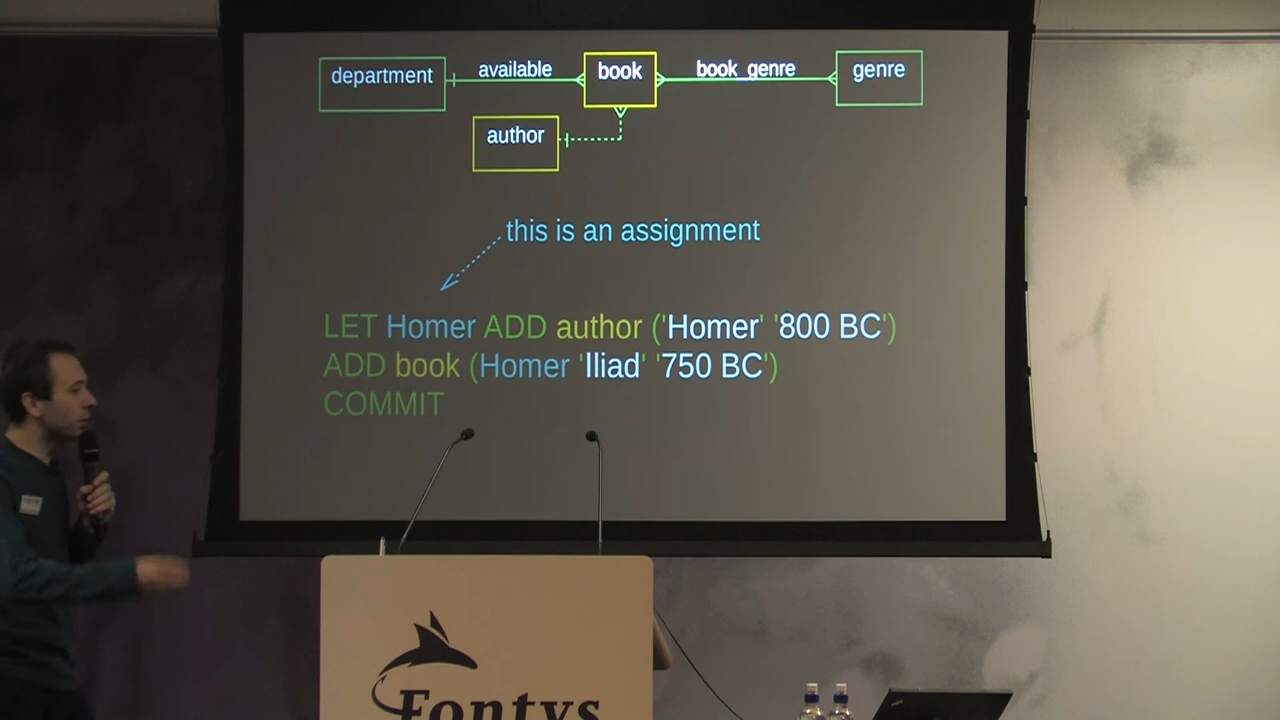 department available book book_genre genre
author
this is an assignment
LET Homer ADD author ('Homer' '800 BC')
ADD book (Homer 'Iliad' '750 BC')
COMMIT
Fontys